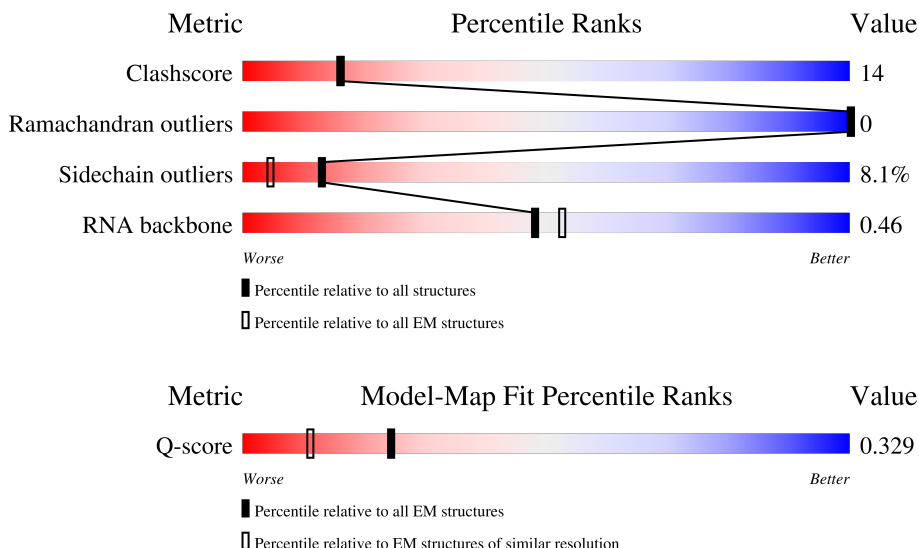 Metric Percentile Ranks Value
Clashscore 14
Ramachandran outliers 0
Sidechain outliers 8.1%
RNA backbone 0.46
Worse Better
Percentile relative to all structures
Percentile relative to all EM structures
Metric Model-Map Fit Percentile Ranks Value
Q-score 0.329
Worse Better
Percentile relative to all EM structures
Percentile relative to EM structures of similar resolution